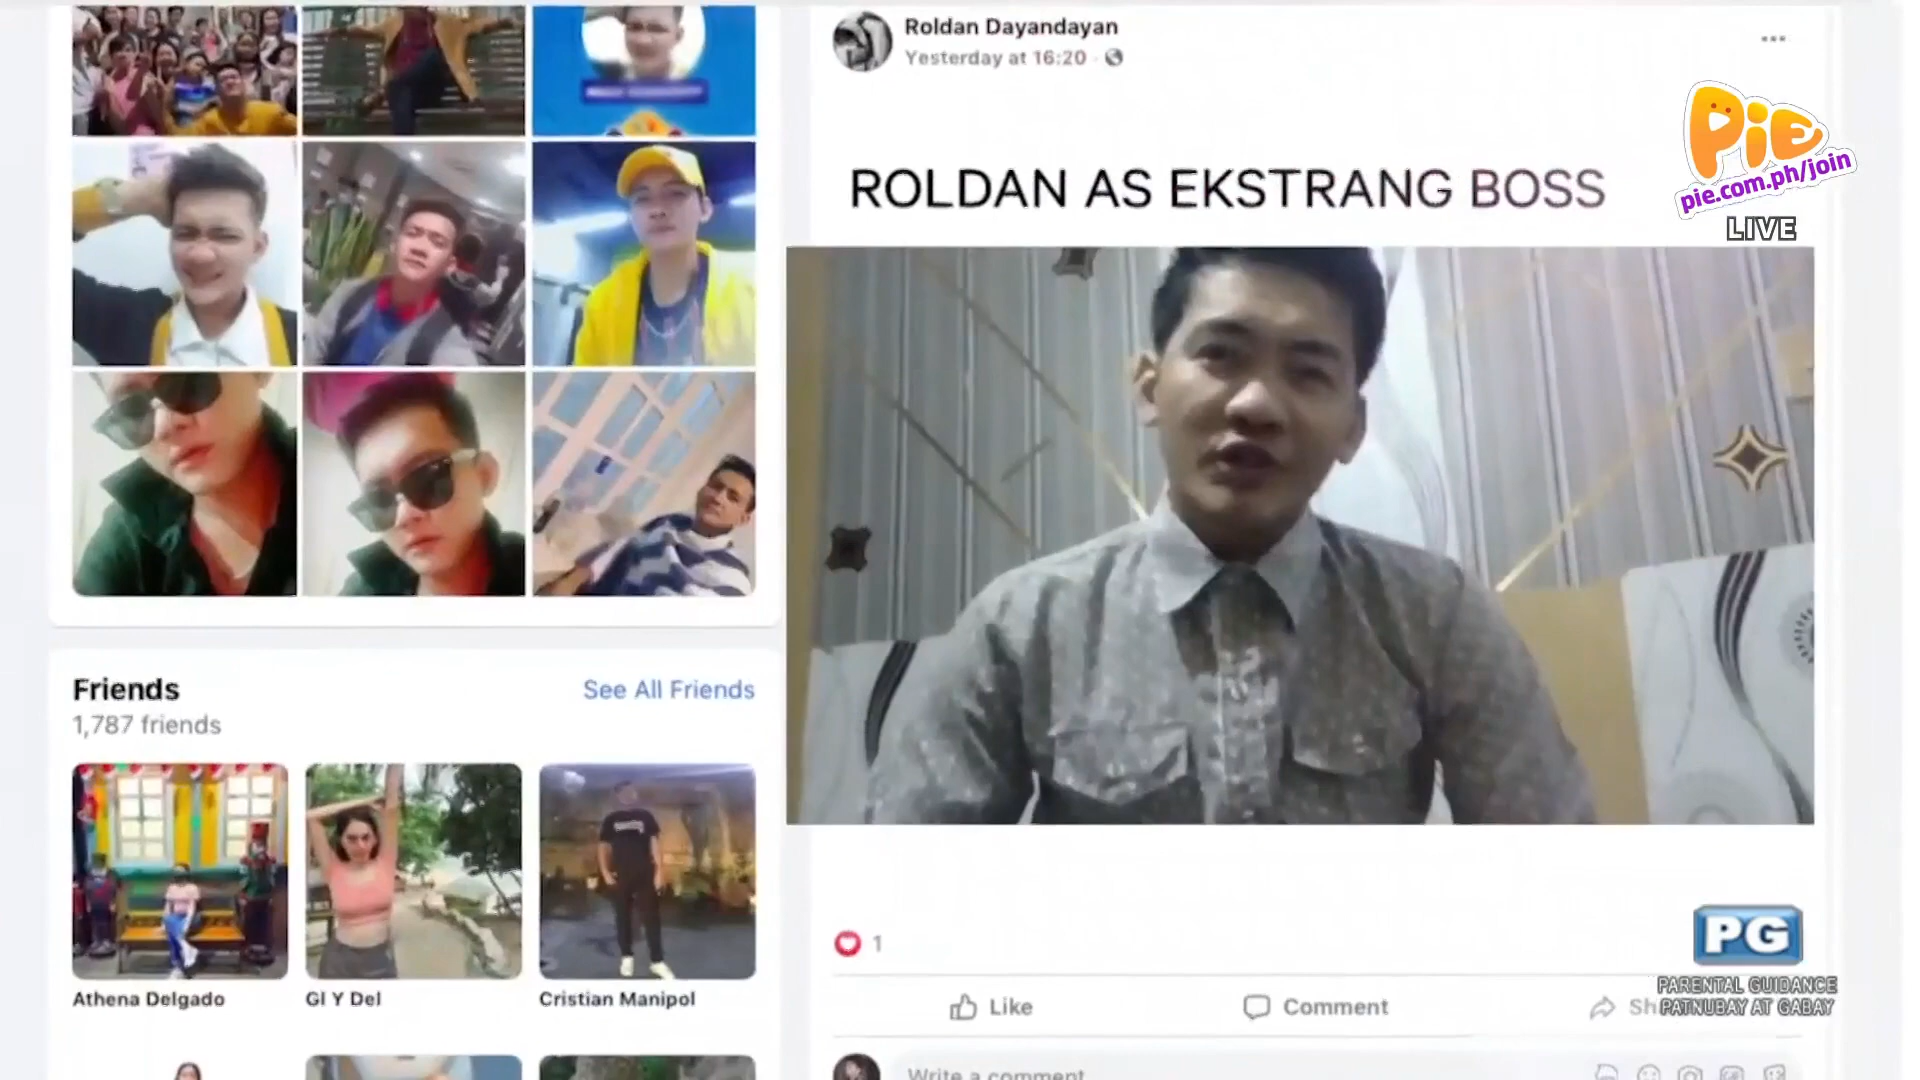 Roldan Dayandayan
Yesterday at 16:20
ROLDAN AS EKSTRANG BOSS
Pie
pie.com.ph/join
LIVE
Friends
See All Friends
1,787 friends
Athena Delgado
Gl Y Del
Cristian Manipol
1
Like
Comment
Sh
PG
PARENTAL GUIDANCE
PATNUBAY AT GABAY
Write a comment